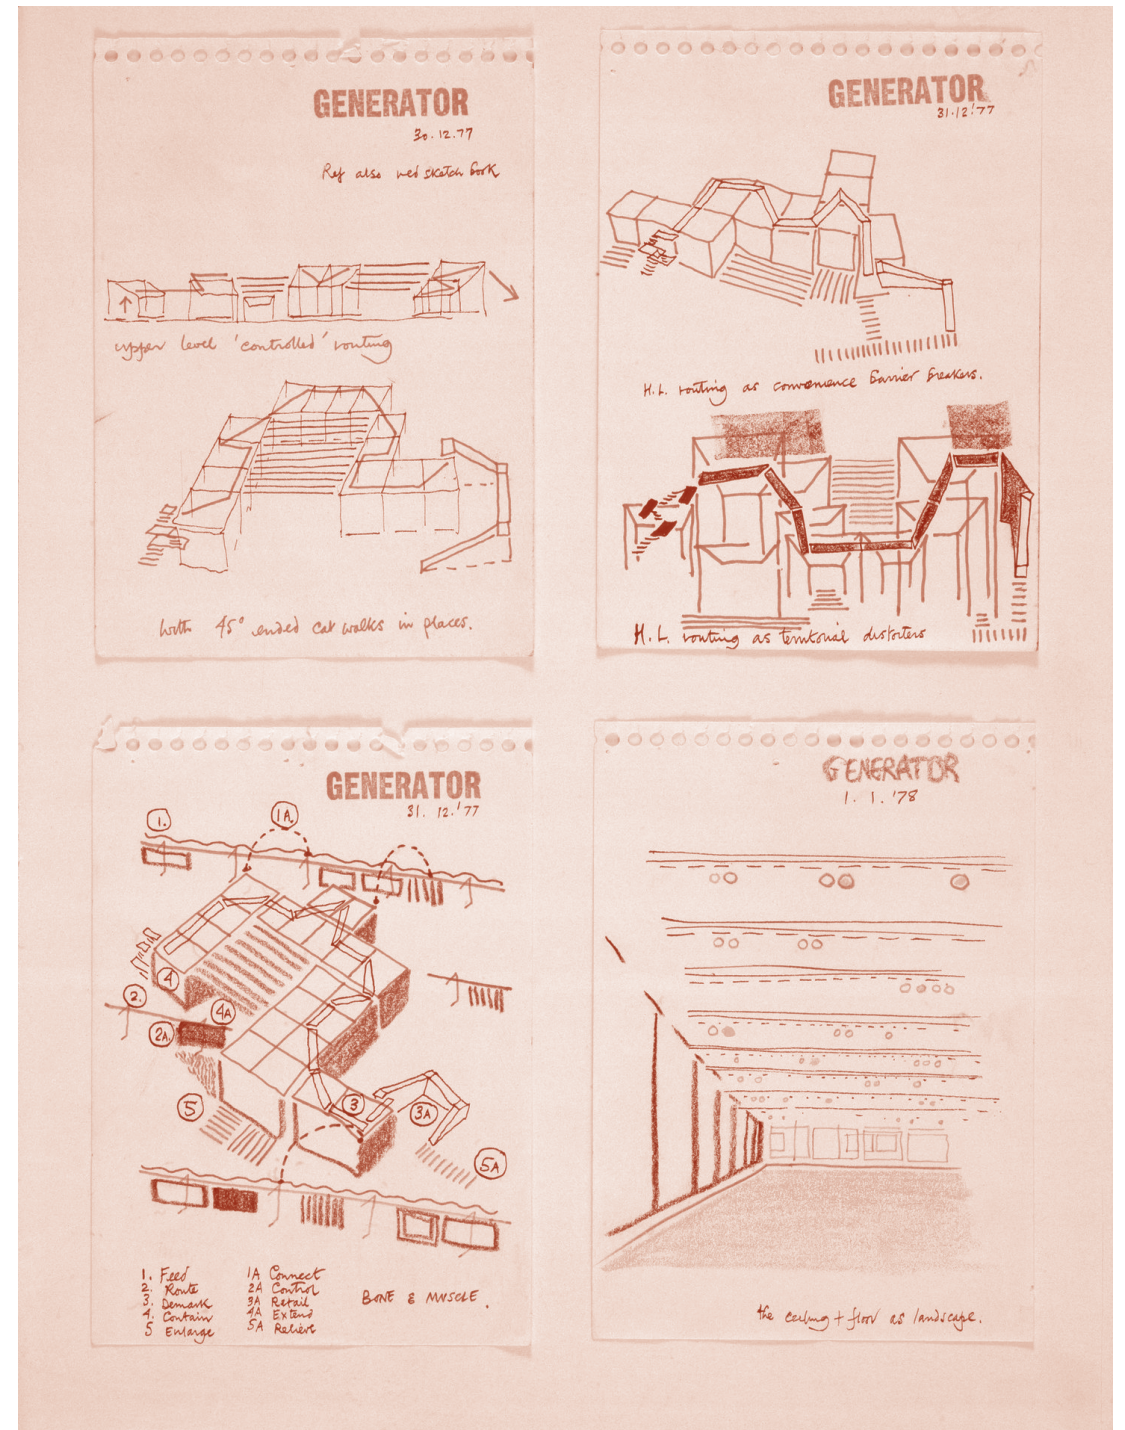 GENERATOR
30.12.77
Ref also red sketch book
upper level 'controlled' routing
With 45° ended cat walks in places.
GENERATOR
31.12.'77
H.L. routing as convenience barrier breakers.
H.L. routing as territorial distorters
GENERATOR
31. 12.'77
1.
1A.
4
2.
4A
2A.
5
3
3A
5A
1. Feed
2. Route
3. Demark
4. Contain
5 Enlarge
1A Connect
2A Control
3A Retail
4A Extend
5A Relieve
BONE & MUSCLE.
GENERATOR
1. 1. '78
the ceiling + floor as landscape.